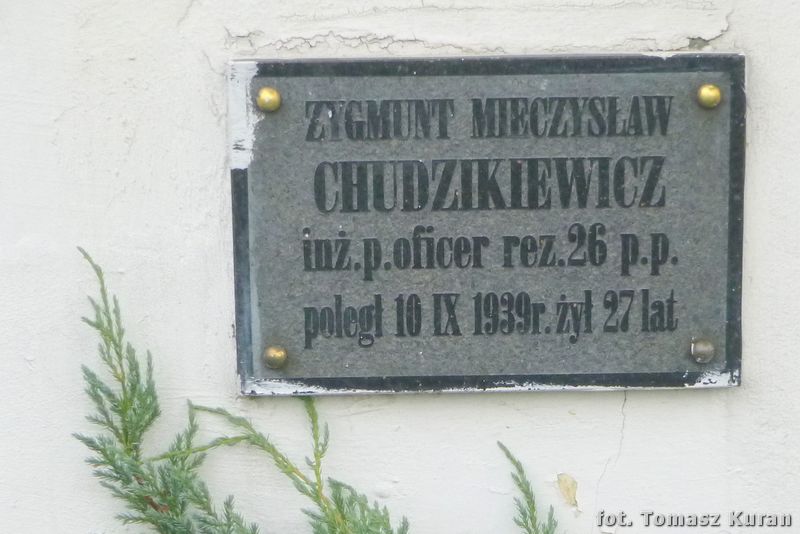 ZYGMUNT MIECZYSŁAW
CHUDZIKIEWICZ
inż.p.oficer rez.26 p.p.
poległ 10 IX 1939r. żył 27 lat
fot. Tomasz Kuran